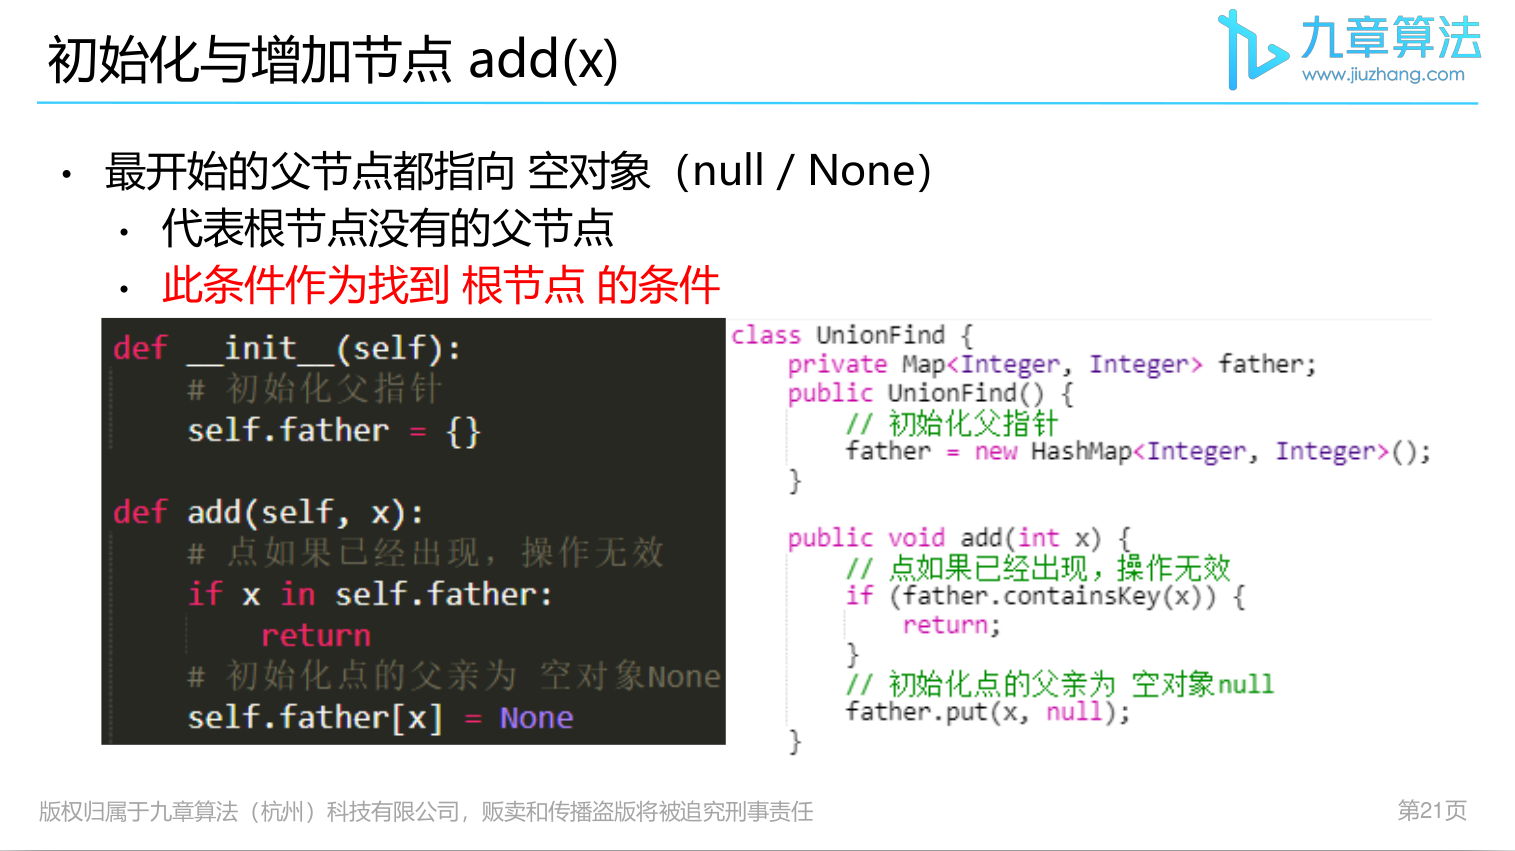 初始化与增加节点 add(x)
九章算法
www.jiuzhang.com
• 最开始的父节点都指向 空对象（null / None）
• 代表根节点没有的父节点
• 此条件作为找到 根节点 的条件
def __init__(self):
# 初始化父指针
self.father = {}
def add(self, x):
# 点如果已经出现，操作无效
if x in self.father:
return
# 初始化点的父亲为 空对象None
self.father[x] = None
class UnionFind {
private Map<Integer, Integer> father;
public UnionFind() {
// 初始化父指针
father = new HashMap<Integer, Integer>();
}
public void add(int x) {
// 点如果已经出现，操作无效
if (father.containsKey(x)) {
return;
}
// 初始化点的父亲为 空对象null
father.put(x, null);
}
版权归属于九章算法（杭州）科技有限公司，贩卖和传播盗版将被追究刑事责任
第21页